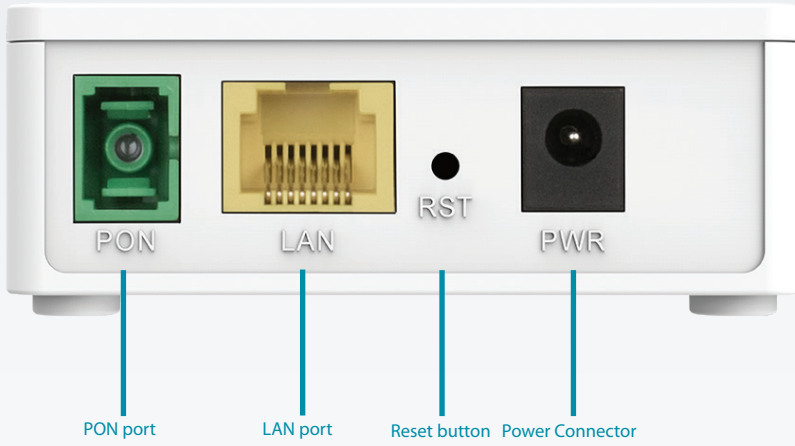 PON
LAN
RST
PWR
PON port
LAN port
Reset button
Power Connector